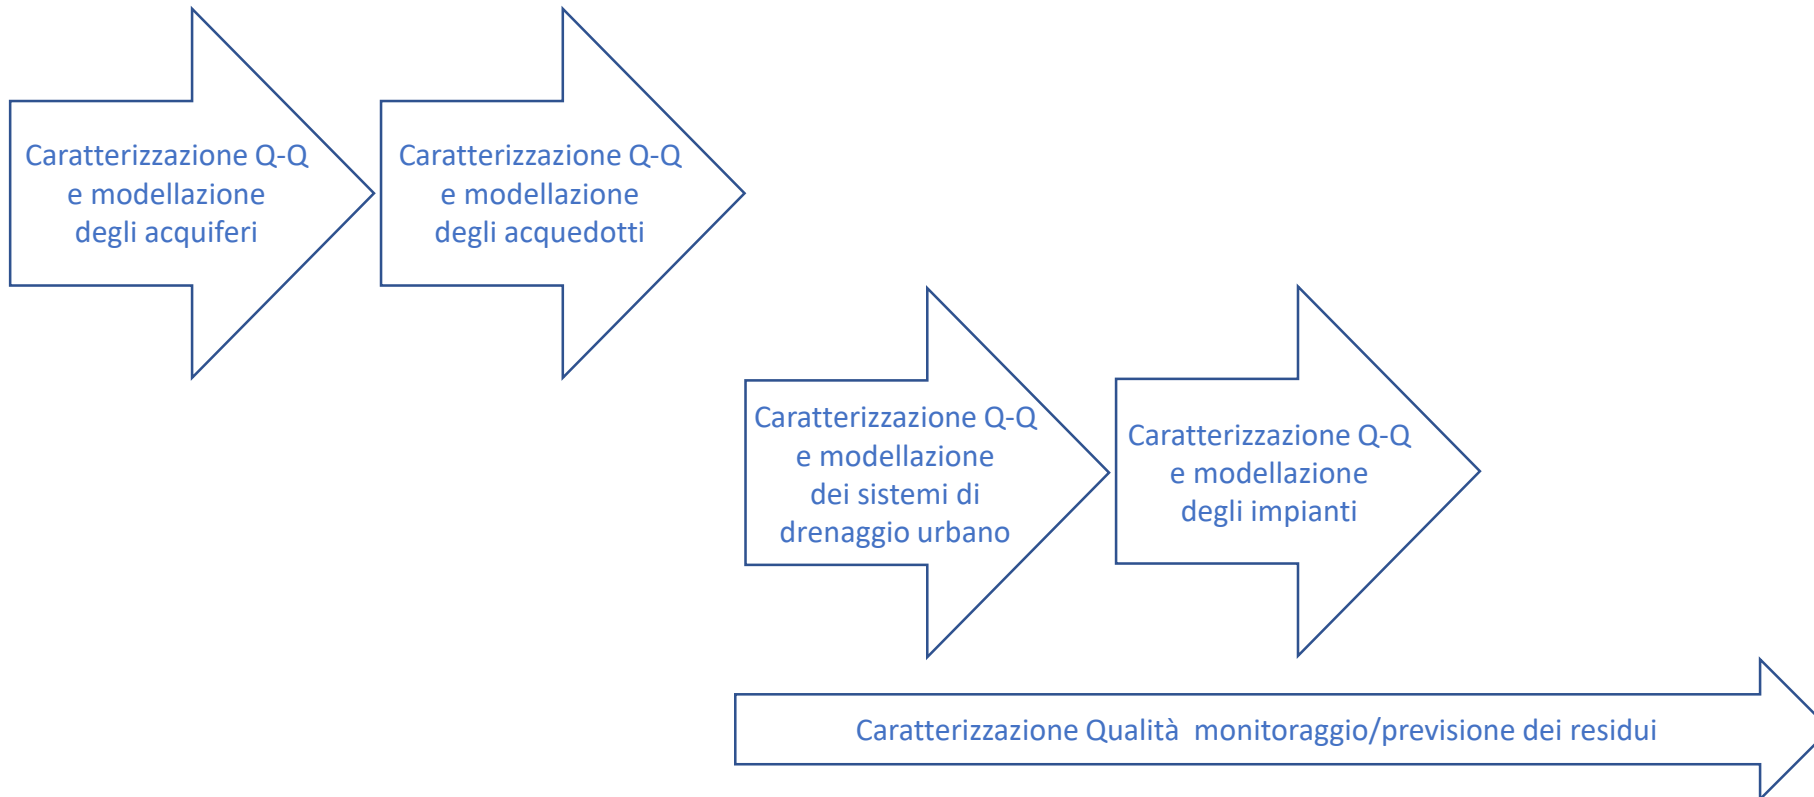 Caratterizzazione Q-Q
e modellazione
degli acquiferi
Caratterizzazione Q-Q
e modellazione
degli acquedotti
Caratterizzazione Q-Q
e modellazione
dei sistemi di
drenaggio urbano
Caratterizzazione Q-Q
e modellazione
degli impianti
Caratterizzazione Qualità  monitoraggio/previsione dei residui